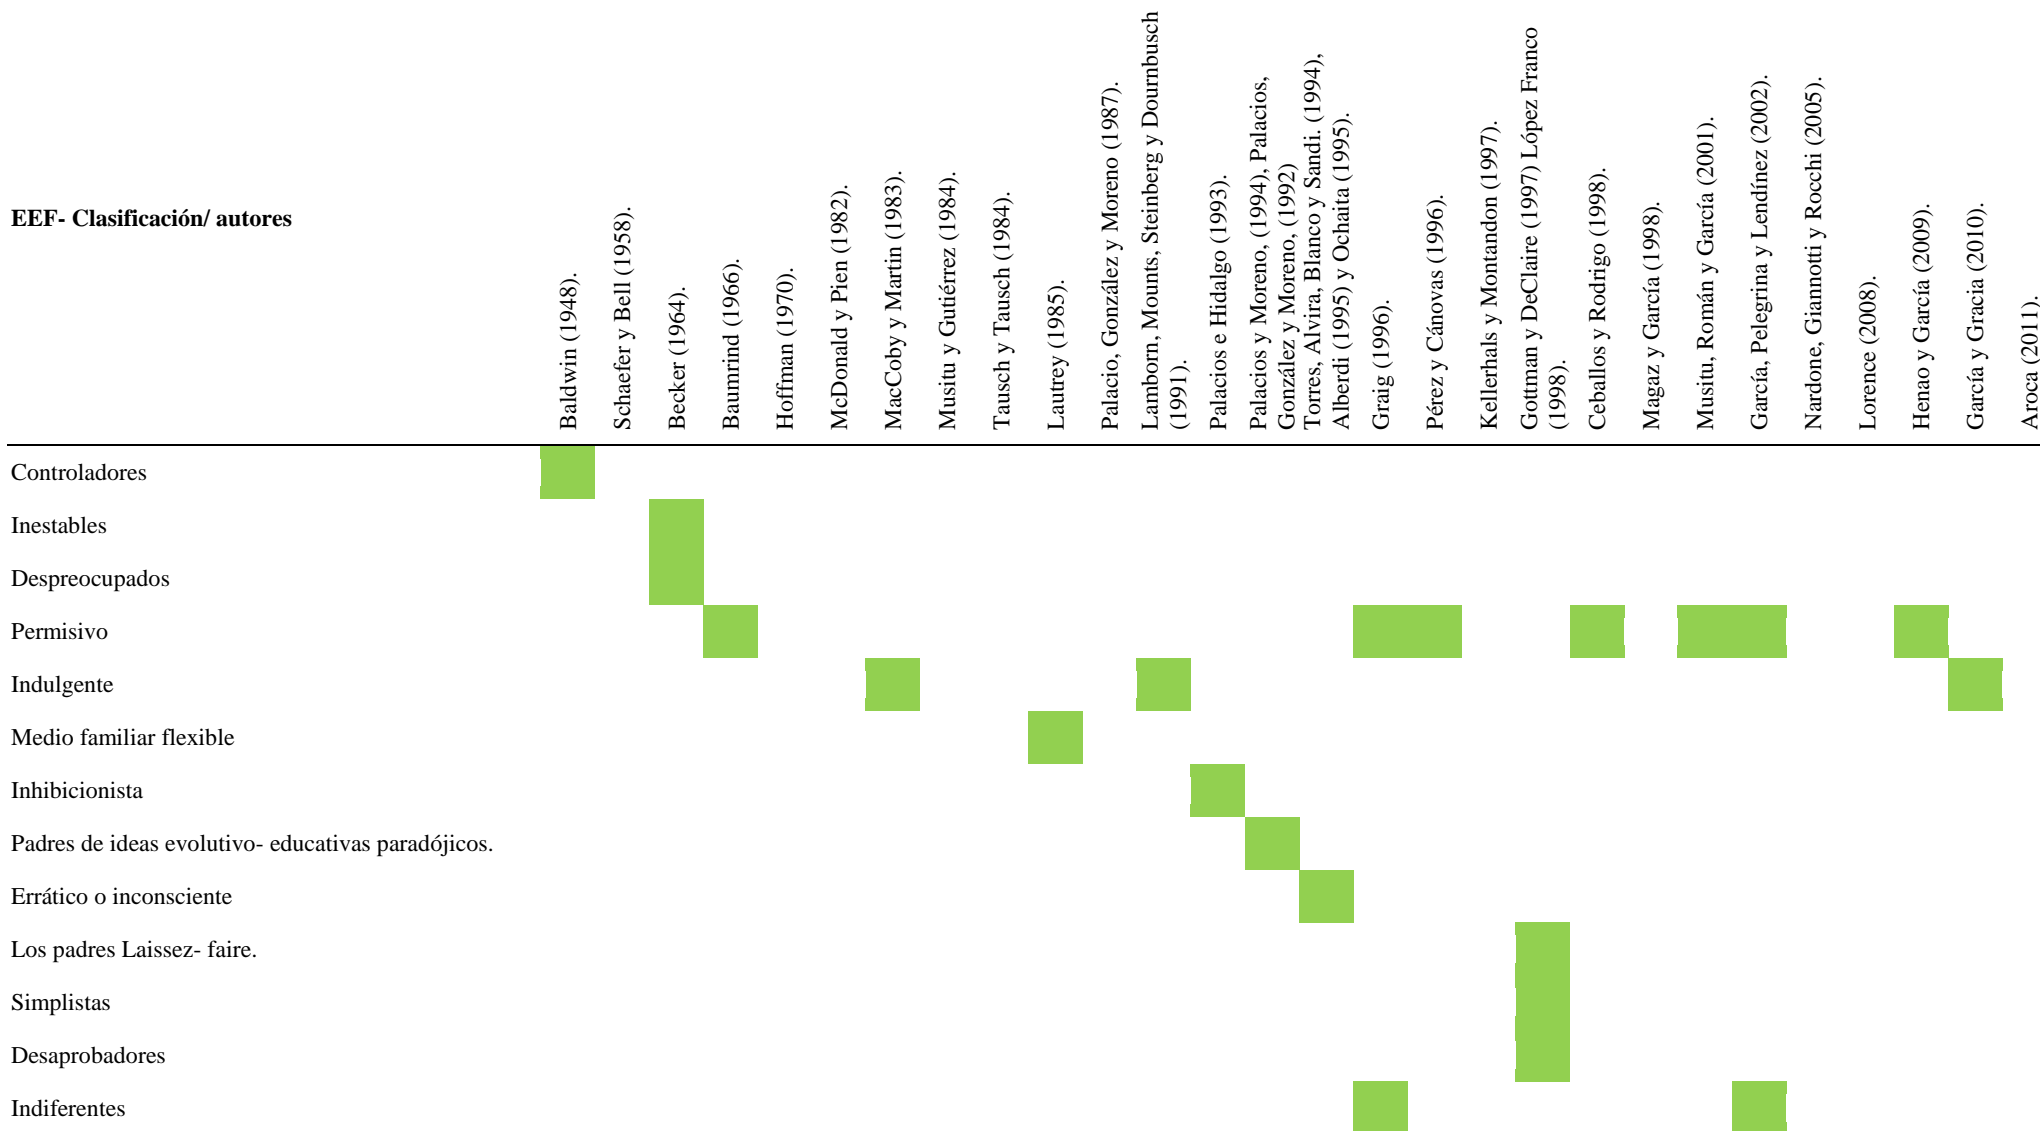 EEF- Clasificación/ autores
Baldwin (1948).
Schaefer y Bell (1958).
Becker (1964).
Baumrind (1966).
Hoffman (1970).
McDonald y Pien (1982).
MacCoby y Martin (1983).
Musitu y Gutiérrez (1984).
Tausch y Tausch (1984).
Lautrey (1985).
Palacio, González y Moreno (1987).
Lamborn, Mounts, Steinberg y Dournbusch
(1991).
Palacios e Hidalgo (1993).
Palacios y Moreno, (1994), Palacios,
González y Moreno, (1992)
Torres, Alvira, Blanco y Sandi. (1994),
Alberdi (1995) y Ochaita (1995).
Graig (1996).
Pérez y Cánovas (1996).
Kellerhals y Montandon (1997).
Gottman y DeClaire (1997) López Franco
(1998).
Ceballos y Rodrigo (1998).
Magaz y García (1998).
Musitu, Román y García (2001).
García, Pelegrina y Lendínez (2002).
Nardone, Giannotti y Rocchi (2005).
Lorence (2008).
Henao y García (2009).
García y Gracia (2010).
Aroca (2011).
Controladores
Inestables
Despreocupados
Permisivo
Indulgente
Medio familiar flexible
Inhibicionista
Padres de ideas evolutivo- educativas paradójicos.
Errático o inconsciente
Los padres Laissez- faire.
Simplistas
Desaprobadores
Indiferentes